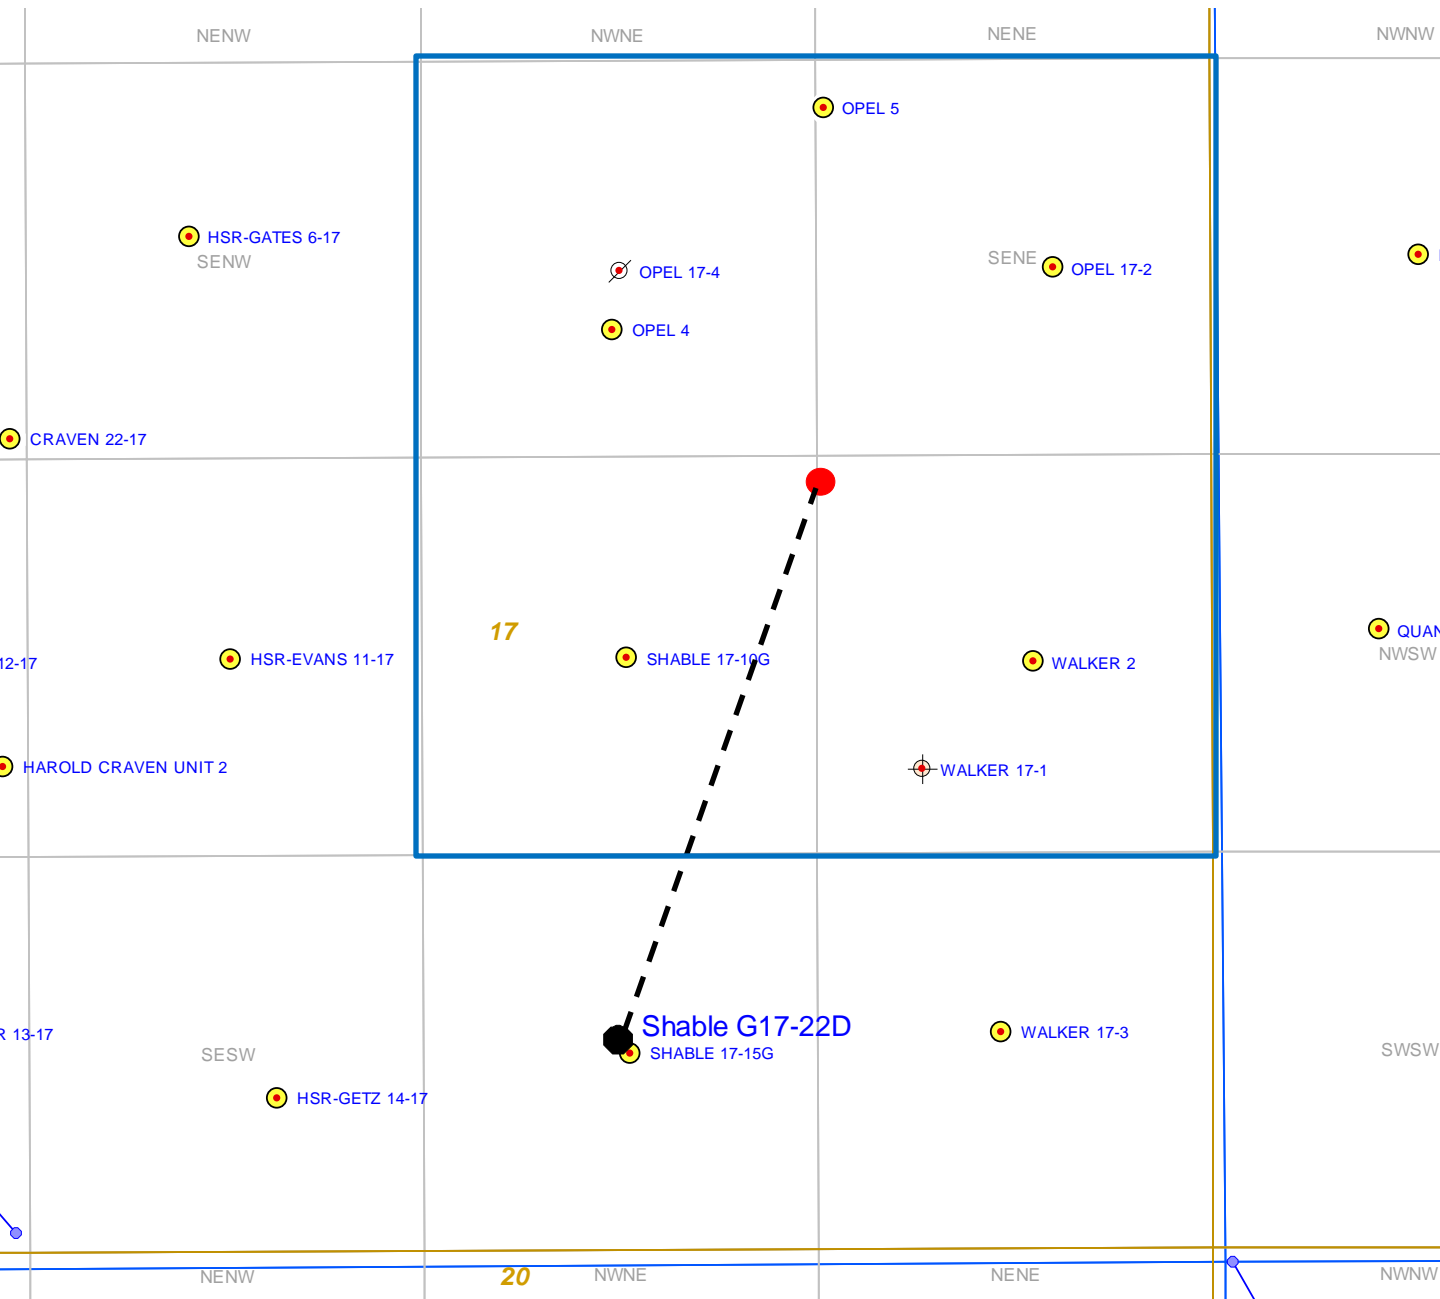 NENW
NWNE
NENE
NWNW
OPEL 5
HSR-GATES 6-17
SENW
OPEL 17-4
SENE
OPEL 17-2
OPEL 4
CRAVEN 22-17
17
12-17
HSR-EVANS 11-17
SHABLE 17-10G
WALKER 2
QUAN
NWSW
HAROLD CRAVEN UNIT 2
WALKER 17-1
Shable G17-22D
R 13-17
SESW
SHABLE 17-15G
WALKER 17-3
SWSW
HSR-GETZ 14-17
NENW
20
NWNE
NENE
NWNW